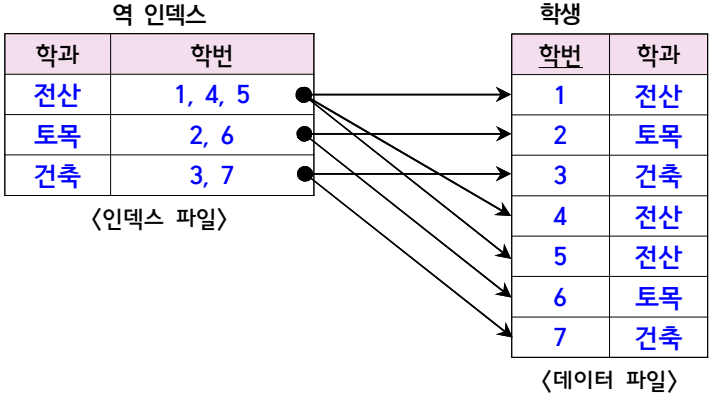 역 인덱스
학과 학번
전산 1, 4, 5
토목 2, 6
건축 3, 7
〈인덱스 파일〉
학생
학번 학과
1 전산
2 토목
3 건축
4 전산
5 전산
6 토목
7 건축
〈데이터 파일〉